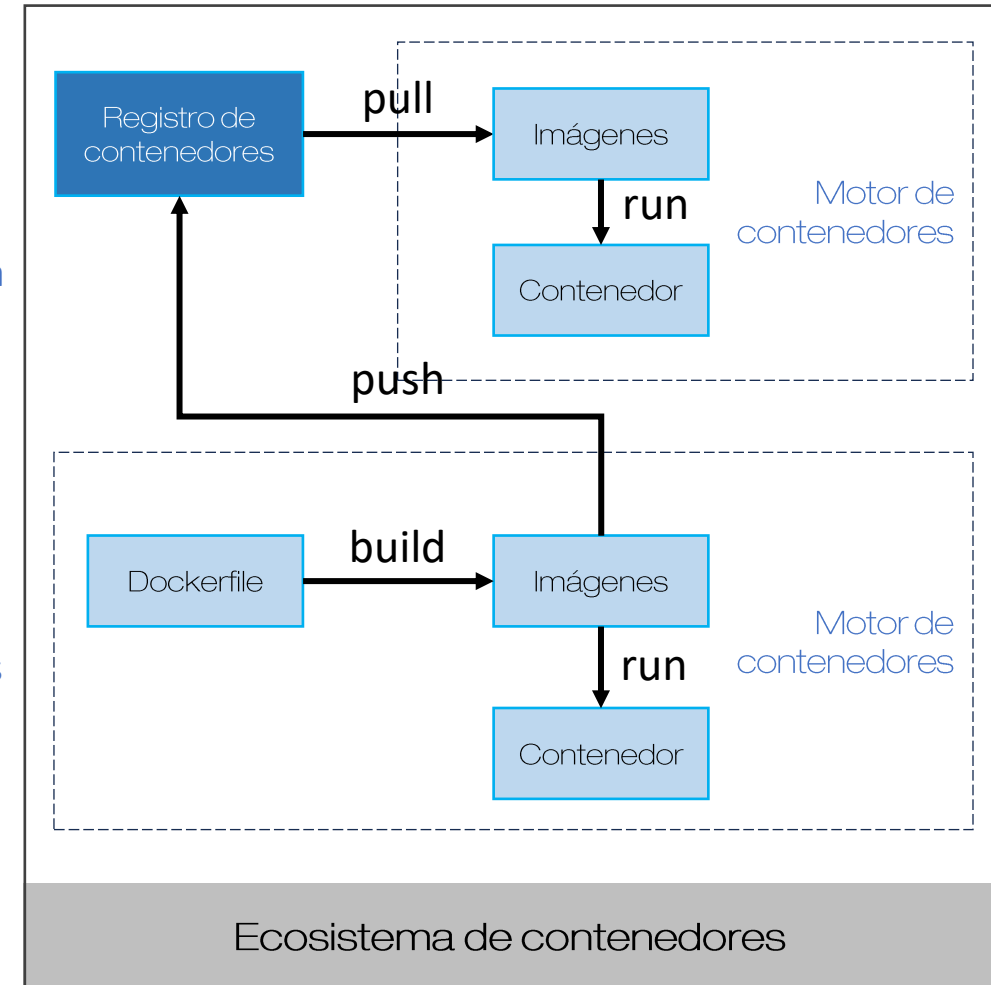 Registro de
contenedores
pull
Imágenes
run
Contenedor
Motor de
contenedores
push
Dockerfile
build
Imágenes
run
Contenedor
Motor de
contenedores
Ecosistema de contenedores